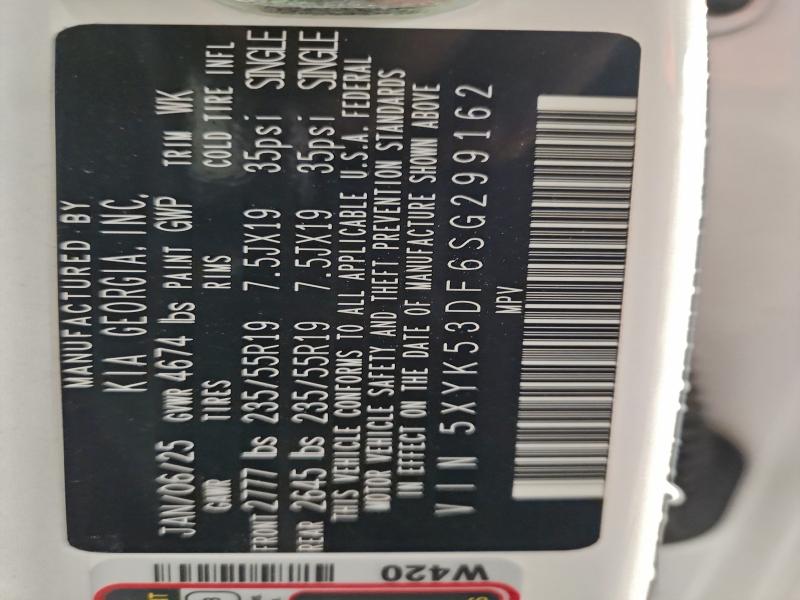 MANUFACTURED BY
KIA GEORGIA, INC.
JAN/06/25 GVWR 4674 lbs PAINT GWP TRIM WK
GAWR TIRES RIMS COLD TIRE INFL
FRONT 2777 lbs 235/55R19 7.5JX19 35psi SINGLE
REAR 2645 lbs 235/55R19 7.5JX19 35psi SINGLE
THIS VEHICLE CONFORMS TO ALL APPLICABLE U.S.A. FEDERAL
MOTOR VEHICLE SAFETY AND THEFT PREVENTION STANDARDS
IN EFFECT ON THE DATE OF MANUFACTURE SHOWN ABOVE
VIN 5XYK53DF6SG299162
MPV
W420